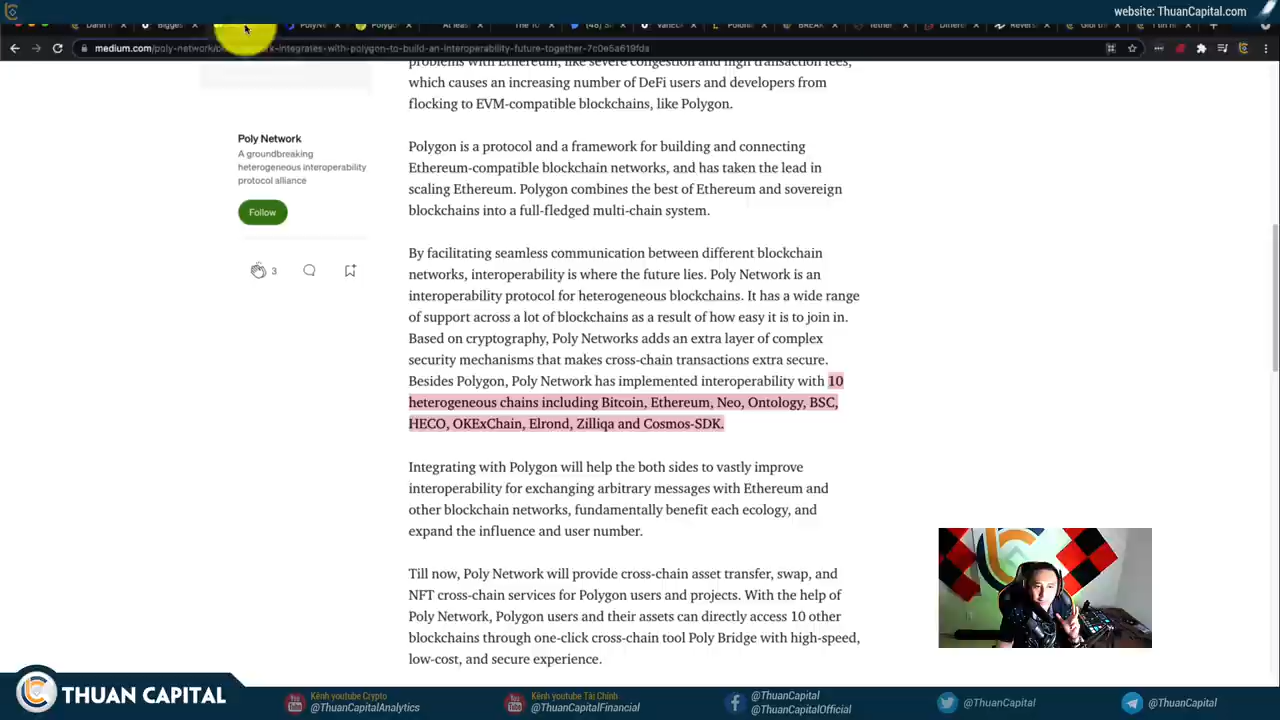 website: ThuanCapital.com
medium.com/poly-network/poly-network-integrates-with-polygon-to-build-an-interoperability-future-together-7c0e5a619fda
problems with Ethereum, like severe congestion and high transaction fees,
which causes an increasing number of DeFi users and developers from
flocking to EVM-compatible blockchains, like Polygon.
Poly Network
A groundbreaking
heterogeneous interoperability
protocol alliance
Follow
3
Polygon is a protocol and a framework for building and connecting
Ethereum-compatible blockchain networks, and has taken the lead in
scaling Ethereum. Polygon combines the best of Ethereum and sovereign
blockchains into a full-fledged multi-chain system.
By facilitating seamless communication between different blockchain
networks, interoperability is where the future lies. Poly Network is an
interoperability protocol for heterogeneous blockchains. It has a wide range
of support across a lot of blockchains as a result of how easy it is to join in.
Based on cryptography, Poly Networks adds an extra layer of complex
security mechanisms that makes cross-chain transactions extra secure.
Besides Polygon, Poly Network has implemented interoperability with 10
heterogeneous chains including Bitcoin, Ethereum, Neo, Ontology, BSC,
HECO, OKExChain, Elrond, Zilliqa and Cosmos-SDK.
Integrating with Polygon will help the both sides to vastly improve
interoperability for exchanging arbitrary messages with Ethereum and
other blockchain networks, fundamentally benefit each ecology, and
expand the influence and user number.
Till now, Poly Network will provide cross-chain asset transfer, swap, and
NFT cross-chain services for Polygon users and projects. With the help of
Poly Network, Polygon users and their assets can directly access 10 other
blockchains through one-click cross-chain tool Poly Bridge with high-speed,
low-cost, and secure experience.
THUAN CAPITAL
Kênh youtube Crypto
@ThuanCapitalAnalytics
Kênh youtube Tài Chính
@ThuanCapitalFinancial
@ThuanCapital
@ThuanCapitalOfficial
@ThuanCapital
@ThuanCapital